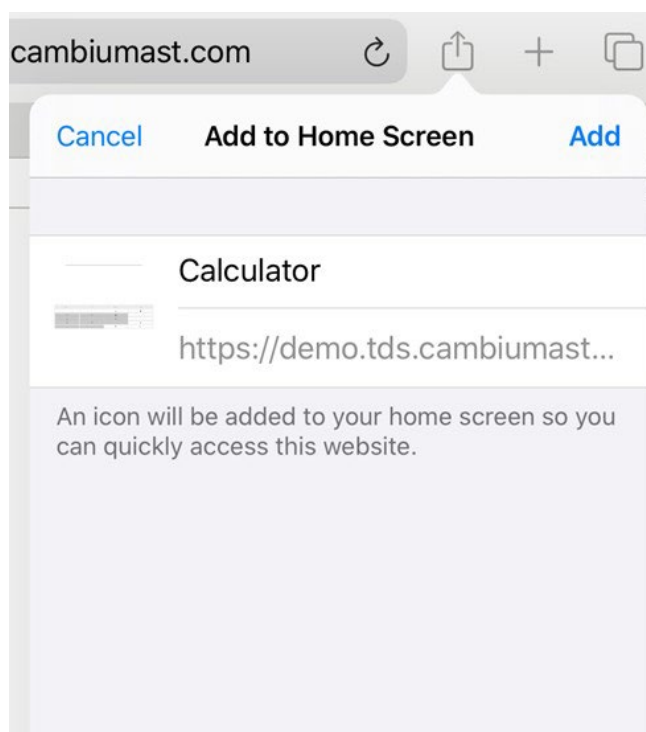 cambiumast.com
Cancel Add to Home Screen Add
Calculator
https://demo.tds.cambiumast...
An icon will be added to your home screen so you
can quickly access this website.